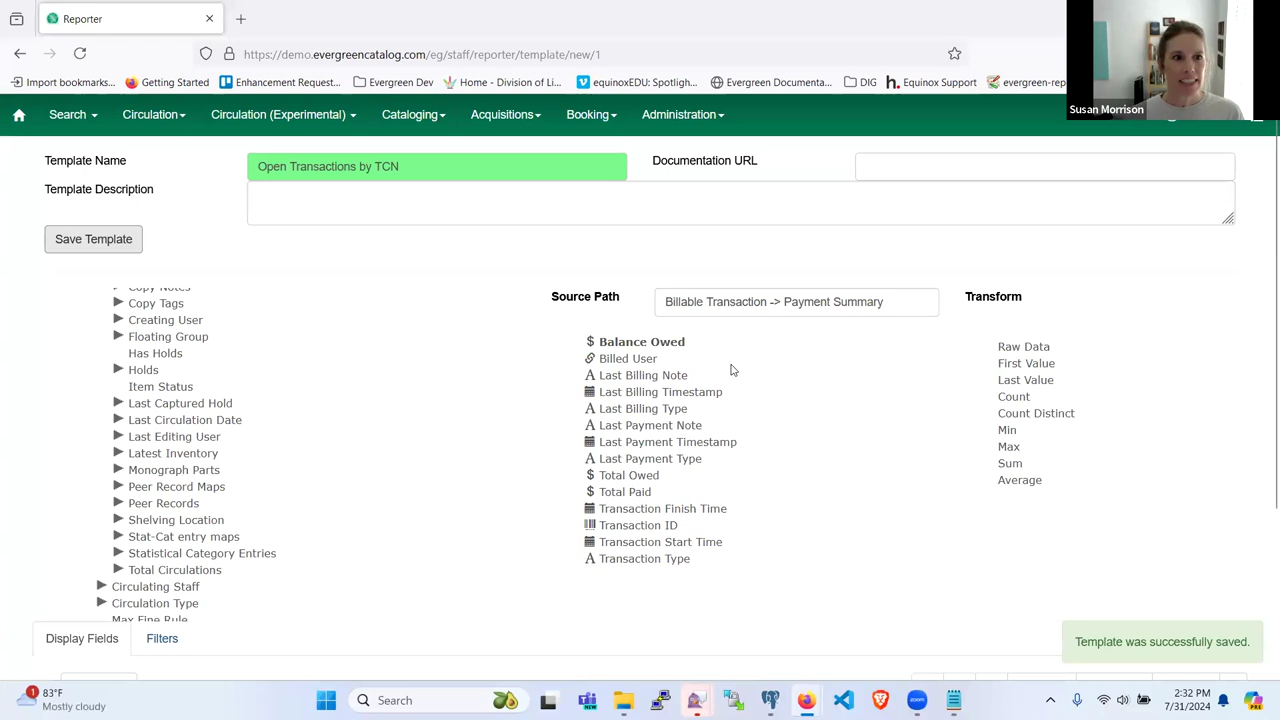 Reporter
https://demo.evergreencatalog.com/eg/staff/reporter/template/new/1
Import bookmarks... Getting Started Enhancement Request... Evergreen Dev Home - Division of Li... equinoxEDU: Spotligh... Evergreen Documenta... DIG Equinox Support
Susan Morrison
Search Circulation Circulation (Experimental) Cataloging Acquisitions Booking Administration
Template Name Open Transactions by TCN Documentation URL
Template Description
Save Template
Source Path Billable Transaction -> Payment Summary Transform
Copy Notes
Copy Tags
Creating User
Floating Group
Has Holds
Holds
Item Status
Last Captured Hold
Last Circulation Date
Last Editing User
Latest Inventory
Monograph Parts
Peer Record Maps
Peer Records
Shelving Location
Stat-Cat entry maps
Statistical Category Entries
Total Circulations
Circulating Staff
Circulation Type
Max Fine Rule
$ Balance Owed
Billed User
A Last Billing Note
Last Billing Timestamp
A Last Billing Type
A Last Payment Note
Last Payment Timestamp
A Last Payment Type
$ Total Owed
$ Total Paid
Transaction Finish Time
Transaction ID
Transaction Start Time
A Transaction Type
Raw Data
First Value
Last Value
Count
Count Distinct
Min
Max
Sum
Average
Display Fields Filters
Template was successfully saved.
1 83°F
Mostly cloudy
Search
2:32 PM
7/31/2024